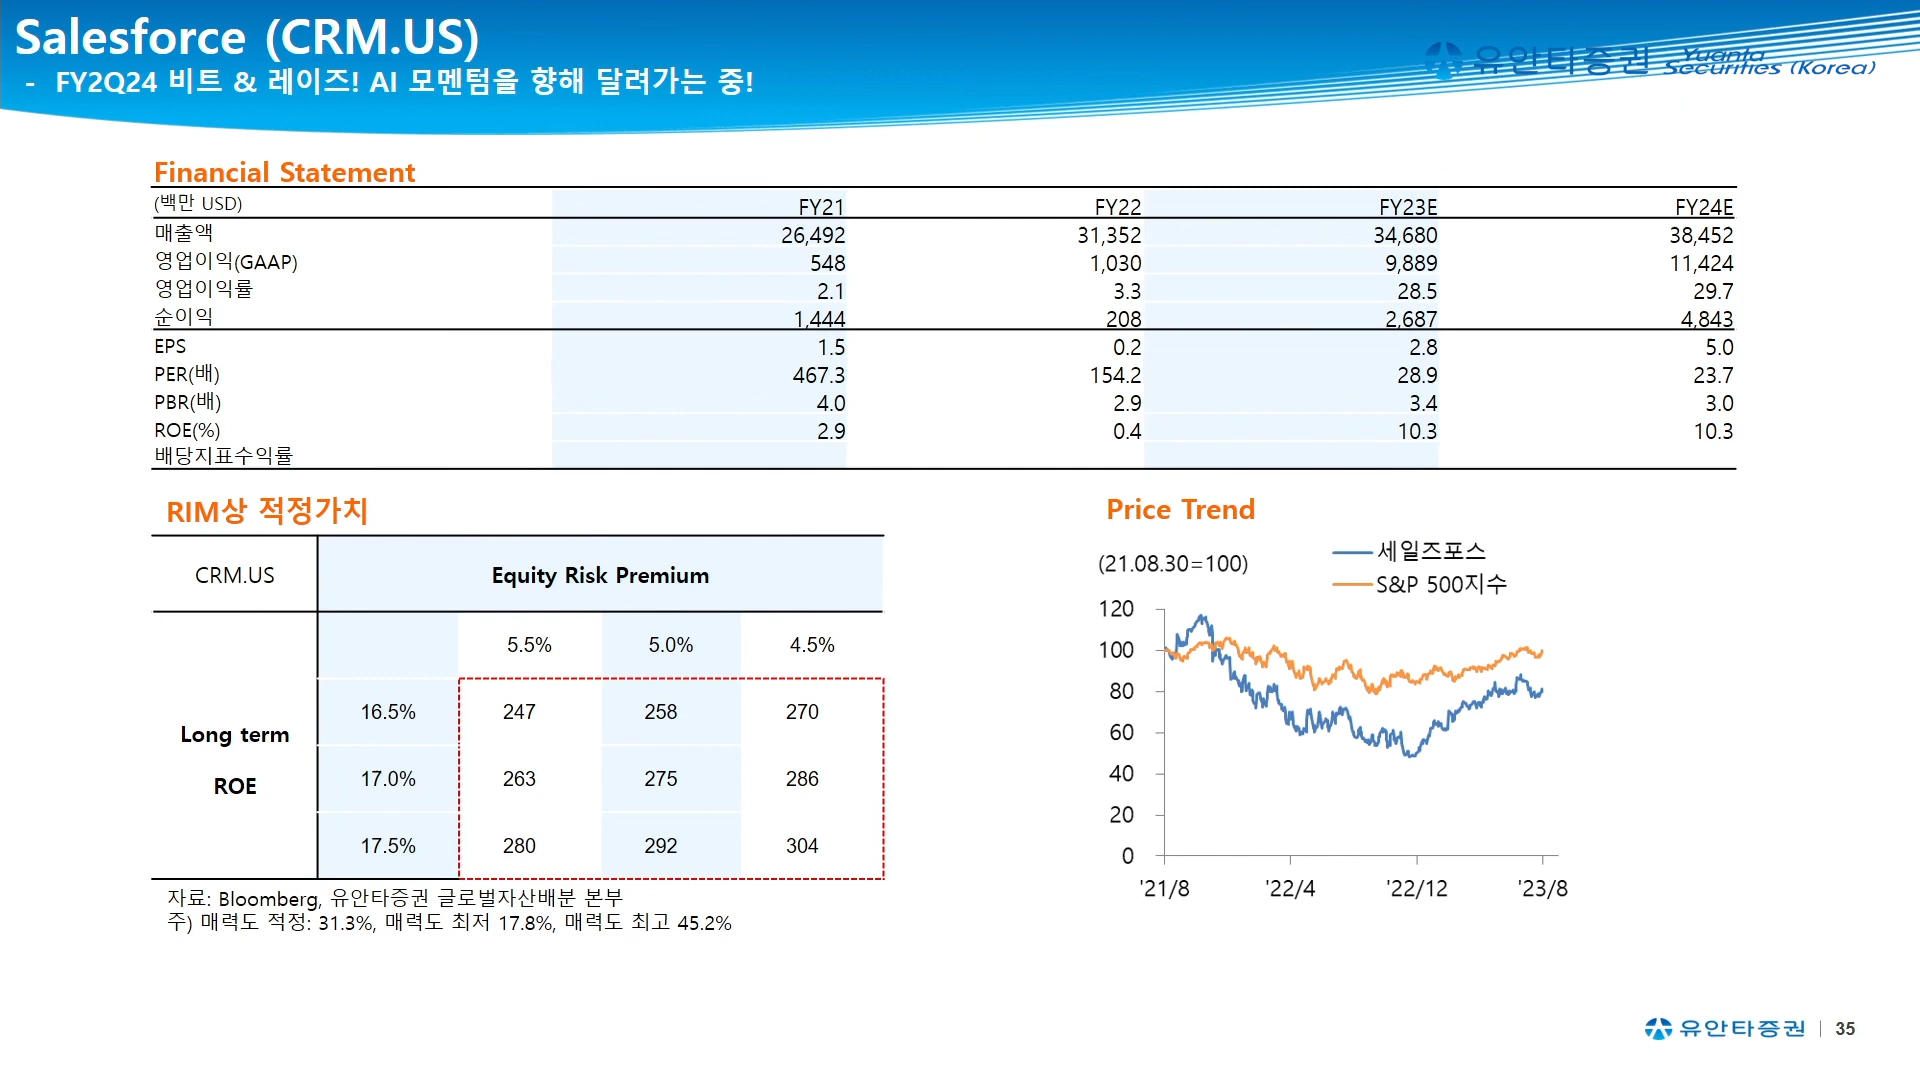 Salesforce (CRM.US)
- FY2Q24 비트 & 레이즈! AI 모멘텀을 향해 달려가는 중!
유안타증권 Yuanta Securities (Korea)
Financial Statement
(백만 USD) FY21 FY22 FY23E FY24E
매출액 26,492 31,352 34,680 38,452
영업이익(GAAP) 548 1,030 9,889 11,424
영업이익률 2.1 3.3 28.5 29.7
순이익 1,444 208 2,687 4,843
EPS 1.5 0.2 2.8 5.0
PER(배) 467.3 154.2 28.9 23.7
PBR(배) 4.0 2.9 3.4 3.0
ROE(%) 2.9 0.4 10.3 10.3
배당지표수익률
RIM상 적정가치
CRM.US Equity Risk Premium
5.5% 5.0% 4.5%
Long term
ROE
16.5% 247 258 270
17.0% 263 275 286
17.5% 280 292 304
자료: Bloomberg, 유안타증권 글로벌자산배분 본부
주) 매력도 적정: 31.3%, 매력도 최저 17.8%, 매력도 최고 45.2%
Price Trend
(21.08.30=100)
세일즈포스
S&P 500지수
120
100
80
60
40
20
0
'21/8 '22/4 '22/12 '23/8
유안타증권 | 35